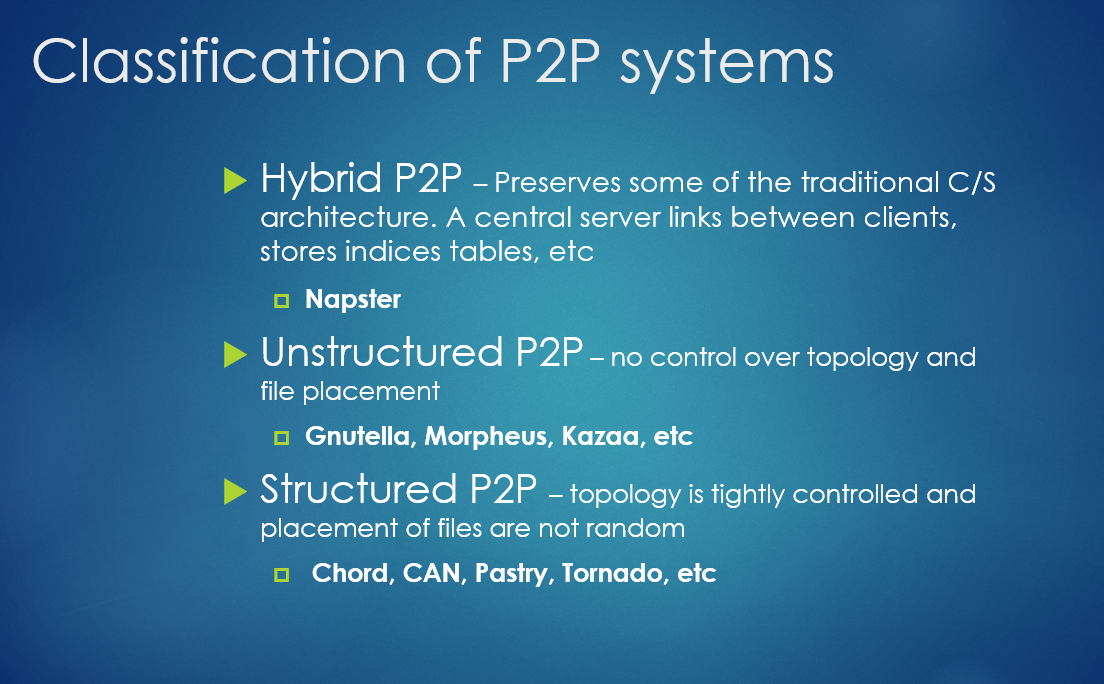 Classification of P2P systems
Hybrid P2P – Preserves some of the traditional C/S
architecture. A central server links between clients,
stores indices tables, etc
Napster
Unstructured P2P – no control over topology and
file placement
Gnutella, Morpheus, Kazaa, etc
Structured P2P – topology is tightly controlled and
placement of files are not random
Chord, CAN, Pastry, Tornado, etc